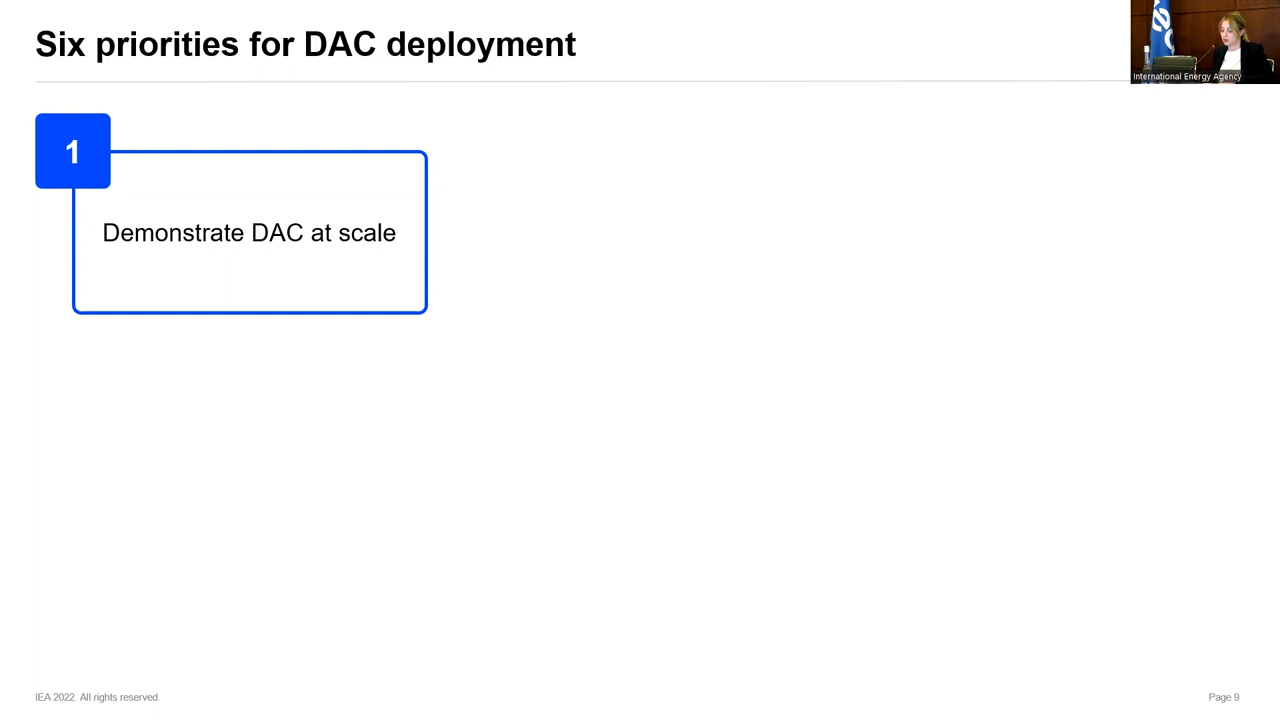 Six priorities for DAC deployment
International Energy Agency
1
Demonstrate DAC at scale
IEA 2022. All rights reserved.
Page 9